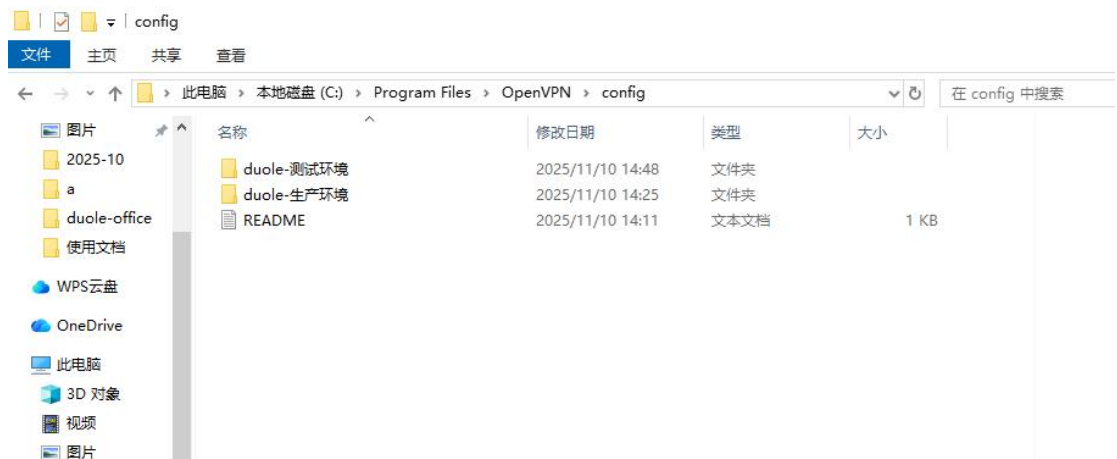 config
文件 主页 共享 查看
此电脑 本地磁盘 (C:) Program Files OpenVPN config 在 config 中搜索
名称 修改日期 类型 大小
图片
2025-10
a
duole-office
使用文档
WPS云盘
OneDrive
此电脑
3D 对象
视频
图片
duole-测试环境 2025/11/10 14:48 文件夹
duole-生产环境 2025/11/10 14:25 文件夹
README 2025/11/10 14:11 文本文档 1 KB